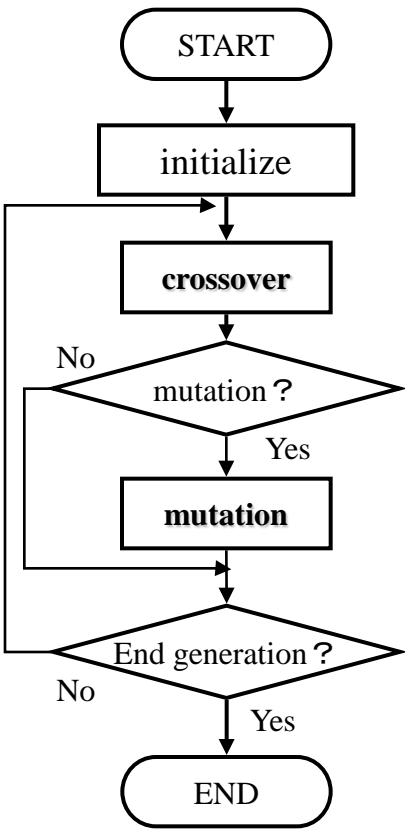 START
initialize
crossover
No
mutation？
Yes
mutation
End generation？
No
Yes
END